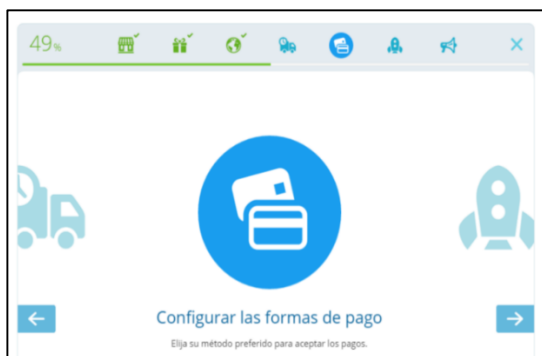 49%
Configurar las formas de pago
Elija su método preferido para aceptar los pagos.